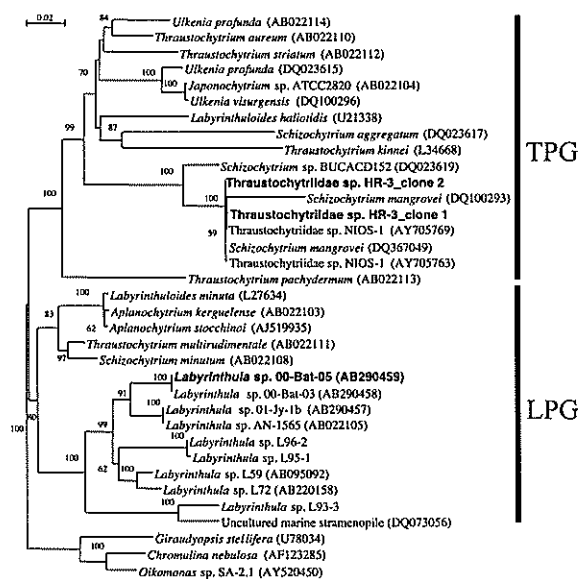 0.02
84
Ulkenia profunda (AB022114)
Thraustochytrium aureum (AB022110)
Thraustochytrium striatum (AB022112)
70
Ulkenia profunda (DQ023615)
100
Japonochytrium sp. ATCC2820 (AB022104)
100
Ulkenia visurgensis (DQ100296)
Labyrinthuloides haliotidis (U21338)
99
87
Schizochytrium aggregatum (DQ023617)
Thraustochytrium kinnei (L34668)
TPG
Schizochytrium sp. BUCACD152 (DQ023619)
100
100
Thraustochytriidae sp. HR-3_clone 2
100
Schizochytrium mangrovei (DQ100293)
Thraustochytriidae sp. HR-3_clone 1
59
Thraustochytriidae sp. NIOS-1 (AY705769)
Schizochytrium mangrovei (DQ367049)
Thraustochytriidae sp. NIOS-1 (AY705763)
Thraustochytrium pachydermum (AB022113)
100
Labyrinthuloides minuta (L27634)
83
Aplanochytrium kerguelense (AB022103)
62
Aplanochytrium stocchinoi (AJ519935)
Thraustochytrium multirudimentale (AB022111)
97
Schizochytrium minutum (AB022108)
100
Labyrinthula sp. 00-Bat-05 (AB290459)
91
Labyrinthula sp. 00-Bat-03 (AB290458)
LPG
99
100
Labyrinthula sp. 01-Jy-1b (AB290457)
Labyrinthula sp. AN-1565 (AB022105)
100
100
Labyrinthula sp. L96-2
62
Labyrinthula sp. L95-1
100
100
Labyrinthula sp. L59 (AB095092)
Labyrinthula sp. L72 (AB220158)
100
Labyrinthula sp. L93-3
Uncultured marine stramenopile (DQ073056)
Giraudyopsis stellifera (U78034)
100
Chromulina nebulosa (AF123285)
Oikomonas sp. SA-2.1 (AY520450)